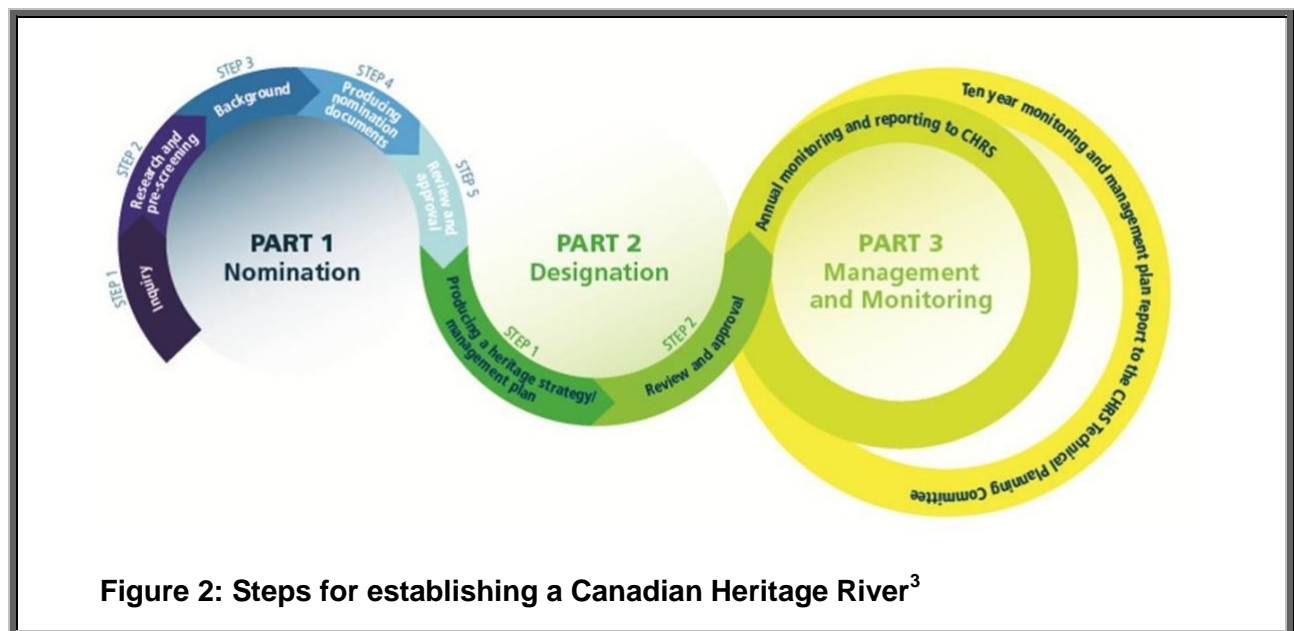 STEP 1
Inquiry
STEP 2
Research and
pre-screening
STEP 3
Background
STEP 4
Producing
nomination
documents
STEP 5
Review and
approval
PART 1
Nomination
PART 2
Designation
STEP 1
Producing a heritage strategy/
management plan
STEP 2
Review and approval
PART 3
Management
and Monitoring
Annual monitoring and reporting to CHRS
Ten year monitoring and management plan report to the CHRS Technical Planning Committee
Figure 2: Steps for establishing a Canadian Heritage River³